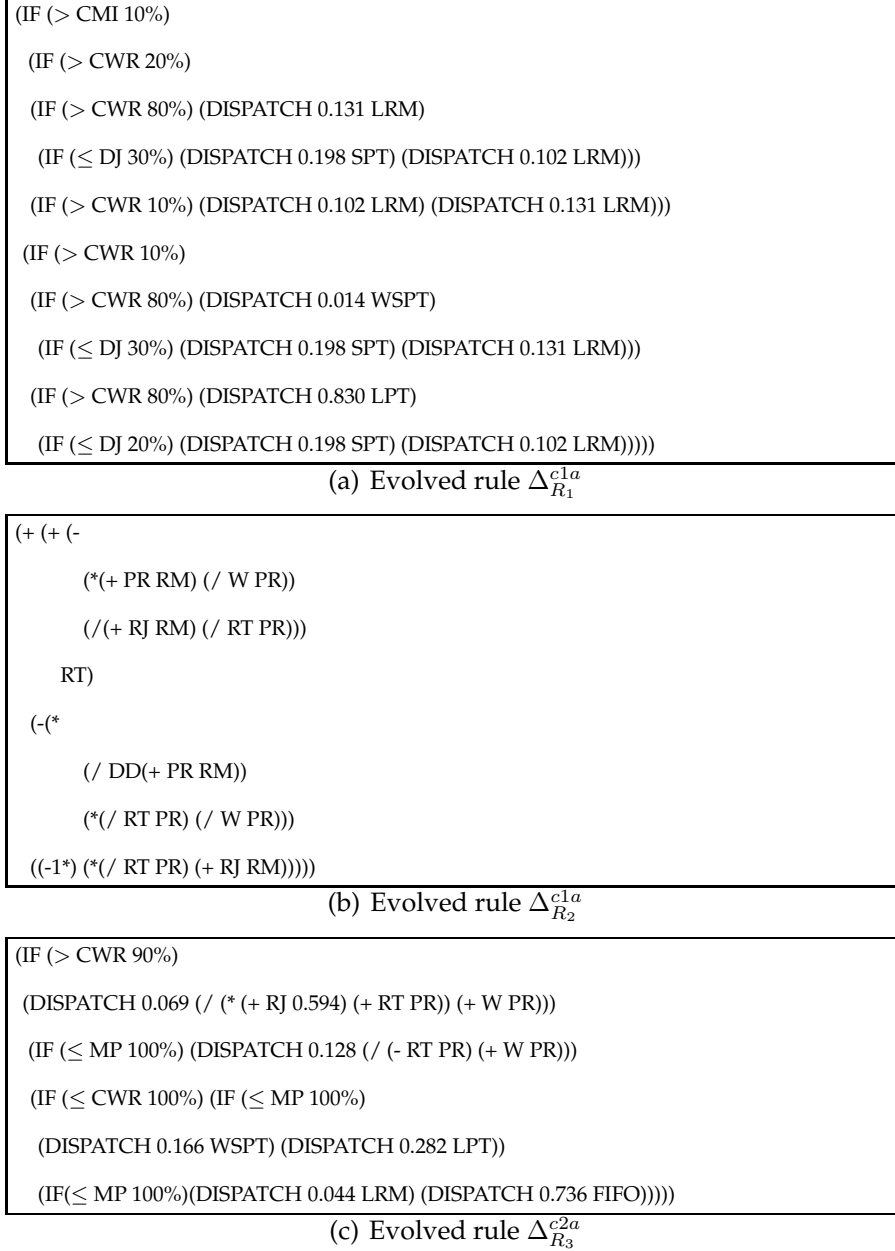 (IF (> CMI 10%)
(IF (> CWR 20%)
(IF (> CWR 80%) (DISPATCH 0.131 LRM)
(IF (≤ DJ 30%) (DISPATCH 0.198 SPT) (DISPATCH 0.102 LRM)))
(IF (> CWR 10%) (DISPATCH 0.102 LRM) (DISPATCH 0.131 LRM)))
(IF (> CWR 10%)
(IF (> CWR 80%) (DISPATCH 0.014 WSPT)
(IF (≤ DJ 30%) (DISPATCH 0.198 SPT) (DISPATCH 0.131 LRM)))
(IF (> CWR 80%) (DISPATCH 0.830 LPT)
(IF (≤ DJ 20%) (DISPATCH 0.198 SPT) (DISPATCH 0.102 LRM)))))
(a) Evolved rule Δ^{c1a}_{R_1}
(+ (+ (-
(*(+ PR RM) (/ W PR))
(/(+ RJ RM) (/ RT PR)))
RT)
(-(*
(/ DD(+ PR RM))
(*(/ RT PR) (/ W PR)))
((-1*) (*(/ RT PR) (+ RJ RM)))))
(b) Evolved rule Δ^{c1a}_{R_2}
(IF (> CWR 90%)
(DISPATCH 0.069 (/ (* (+ RJ 0.594) (+ RT PR)) (+ W PR)))
(IF (≤ MP 100%) (DISPATCH 0.128 (/ (- RT PR) (+ W PR)))
(IF (≤ CWR 100%) (IF (≤ MP 100%)
(DISPATCH 0.166 WSPT) (DISPATCH 0.282 LPT))
(IF(≤ MP 100%)(DISPATCH 0.044 LRM) (DISPATCH 0.736 FIFO)))))
(c) Evolved rule Δ^{c2a}_{R_3}